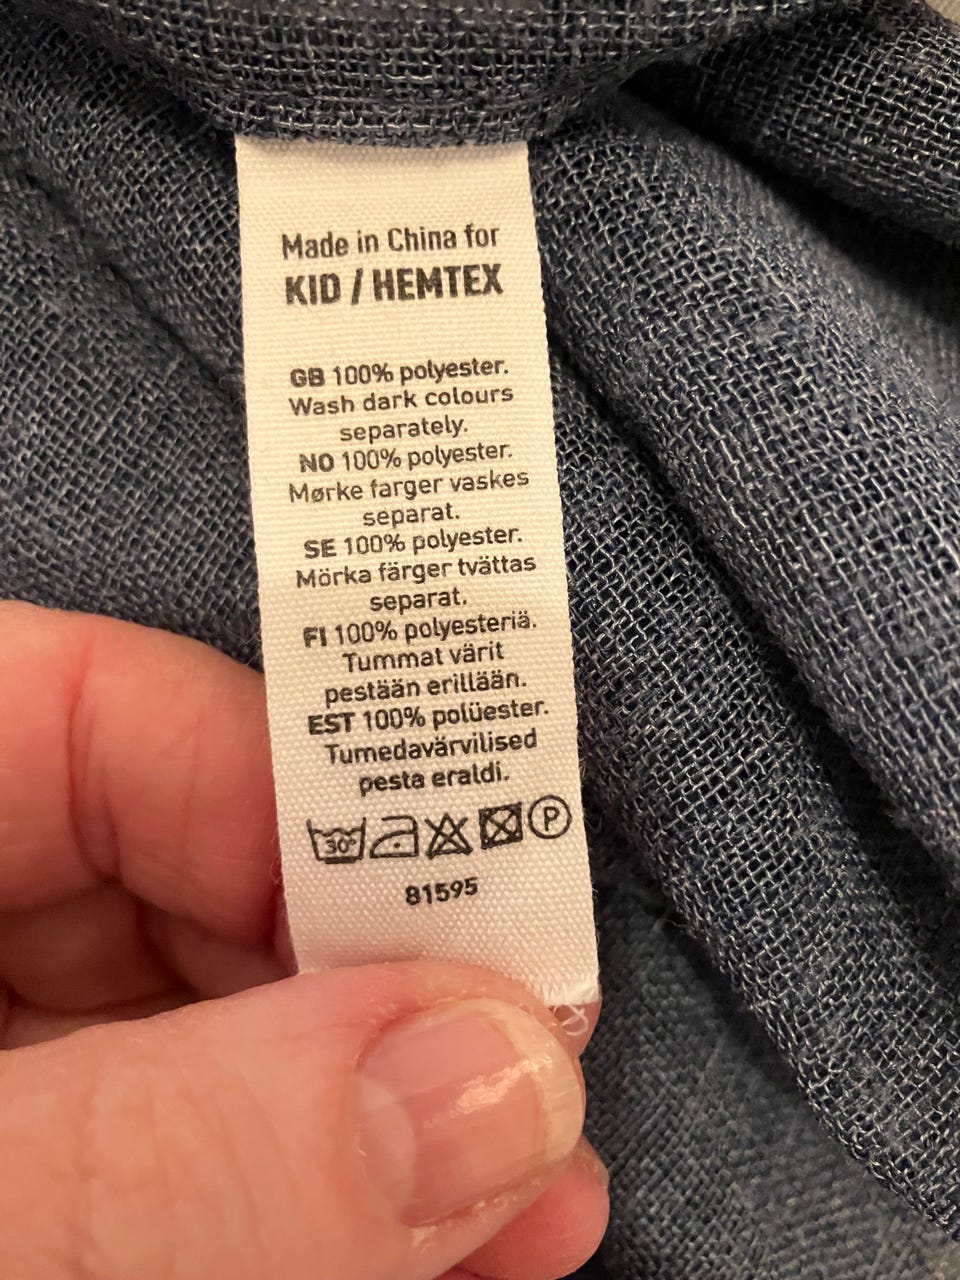 Made in China for
KID / HEMTEX
GB 100% polyester.
Wash dark colours
separately.
NO 100% polyester.
Mørke farger vaskes
separat.
SE 100% polyester.
Mörka färger tvättas
separat.
FI 100% polyesteriä.
Tummat värit
pestään erillään.
EST 100% polüester.
Tumedavärvilised
pesta eraldi.
30° P
81595